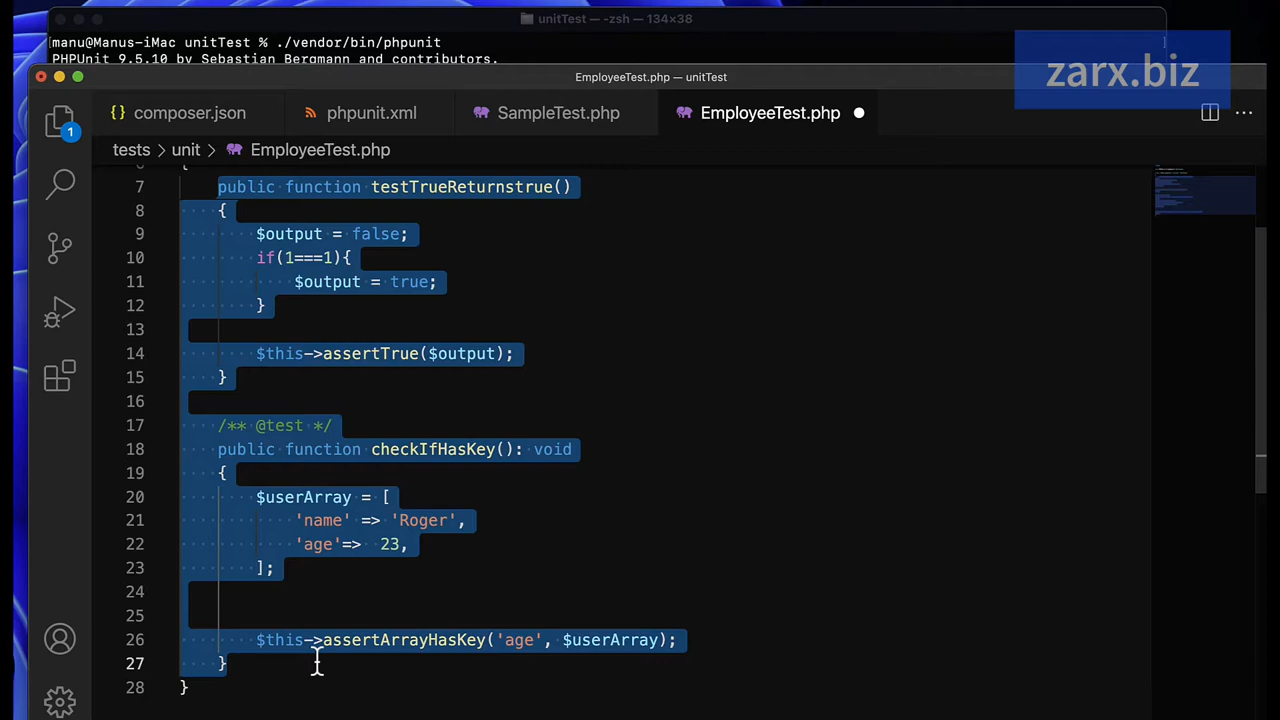 unitTest — -zsh — 134×38
manu@Manus-iMac unitTest % ./vendor/bin/phpunit
PHPUnit 9.5.10 by Sebastian Bergmann and contributors.
zarx.biz
EmployeeTest.php — unitTest
{} composer.json phpunit.xml SampleTest.php EmployeeTest.php ●
1
tests > unit > EmployeeTest.php
{
7 public function testTrueReturnstrue()
8 {
9 $output = false;
10 if(1===1){
11 $output = true;
12 }
13
14 $this->assertTrue($output);
15 }
16
17 /** @test */
18 public function checkIfHasKey(): void
19 {
20 $userArray = [
21 'name' => 'Roger',
22 'age'=> 23,
23 ];
24
25
26 $this->assertArrayHasKey('age', $userArray);
27 }
28 }